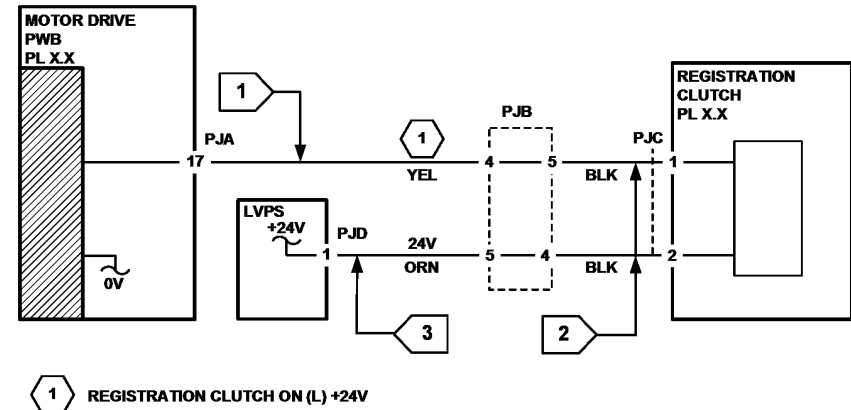 MOTOR DRIVE
PWB
PL X.X
REGISTRATION
CLUTCH
PL X.X
1
PJA
1
PJB
PJC
17
4
5
1
YEL
BLK
LVPS
+24V
PJD
24V
1
5
4
2
ORN
BLK
0V
3
2
1
REGISTRATION CLUTCH ON (L) +24V